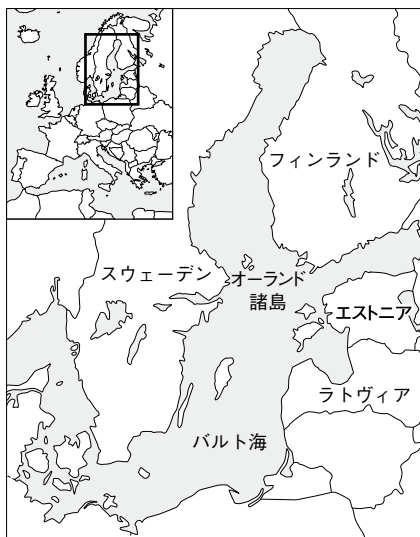 フィンランド
スウェーデン
オーランド
諸島
エストニア
ラトヴィア
バルト海